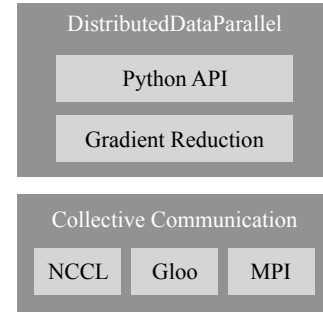 DistributedDataParallel
Python API
Gradient Reduction
Collective Communication
NCCL Gloo MPI